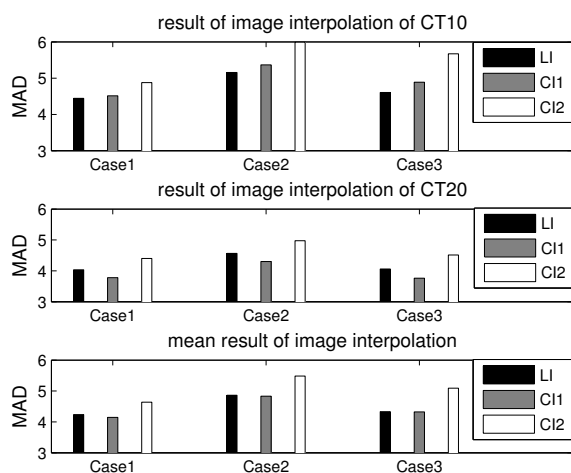 result of image interpolation of CT10
6
5
4
3
MAD
Case1 Case2 Case3
LI
CI1
CI2
result of image interpolation of CT20
6
5
4
3
MAD
Case1 Case2 Case3
LI
CI1
CI2
mean result of image interpolation
6
5
4
3
MAD
Case1 Case2 Case3
LI
CI1
CI2